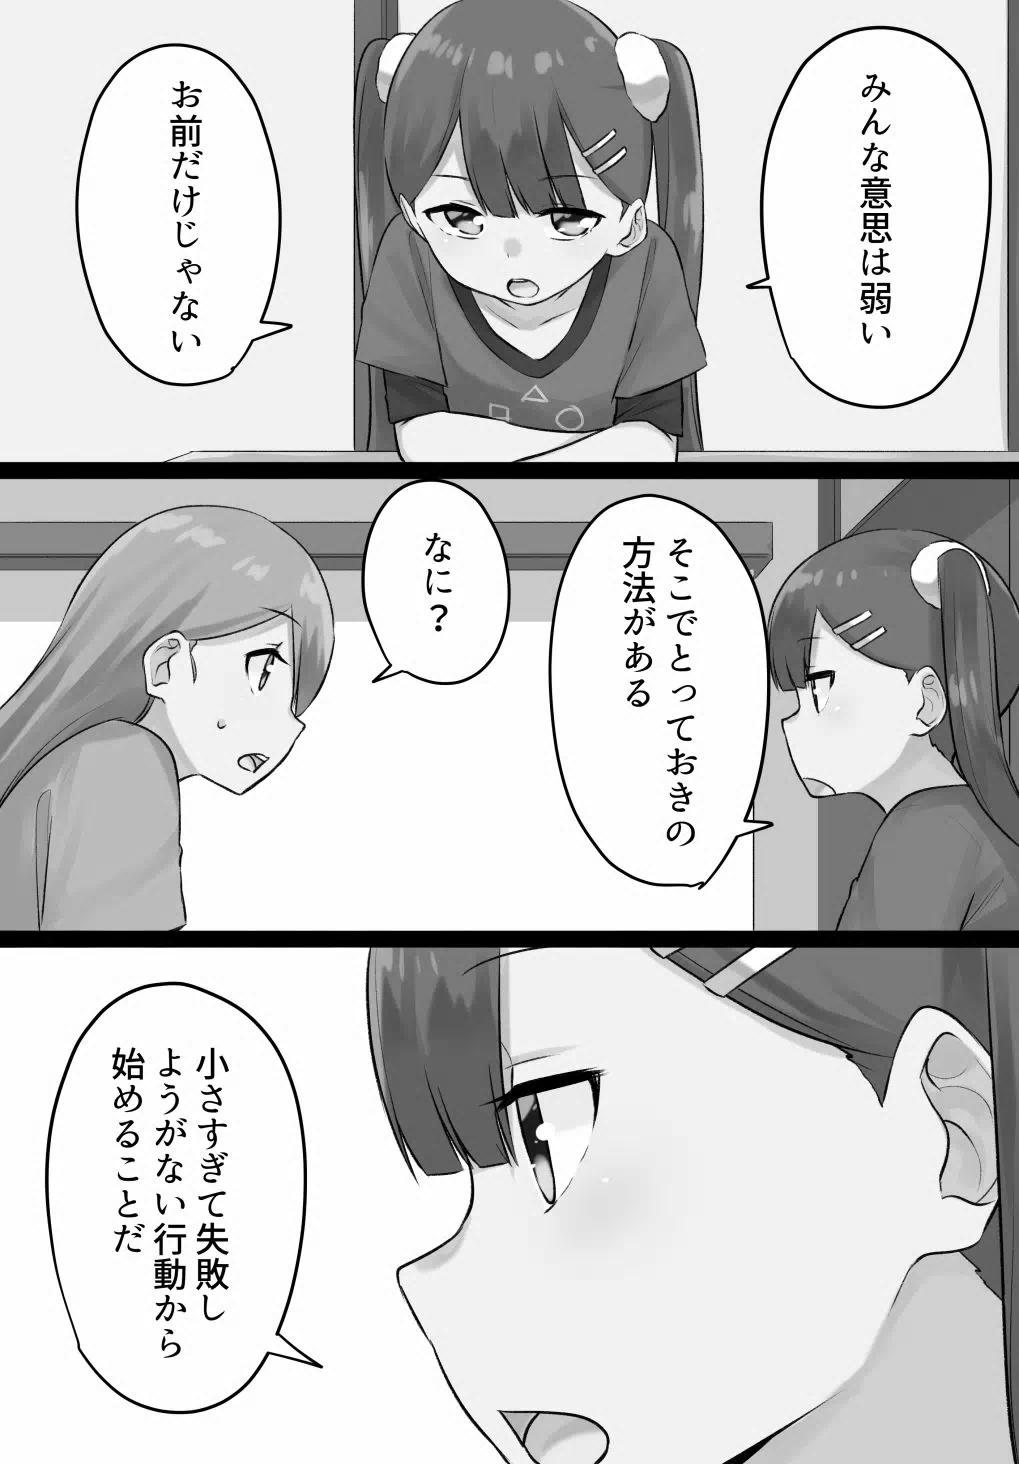 みんな意思は弱い
お前だけじゃない
そこでとっておきの
方法がある
なに?
小さすぎて失敗し
ようがない行動から
始めることだ